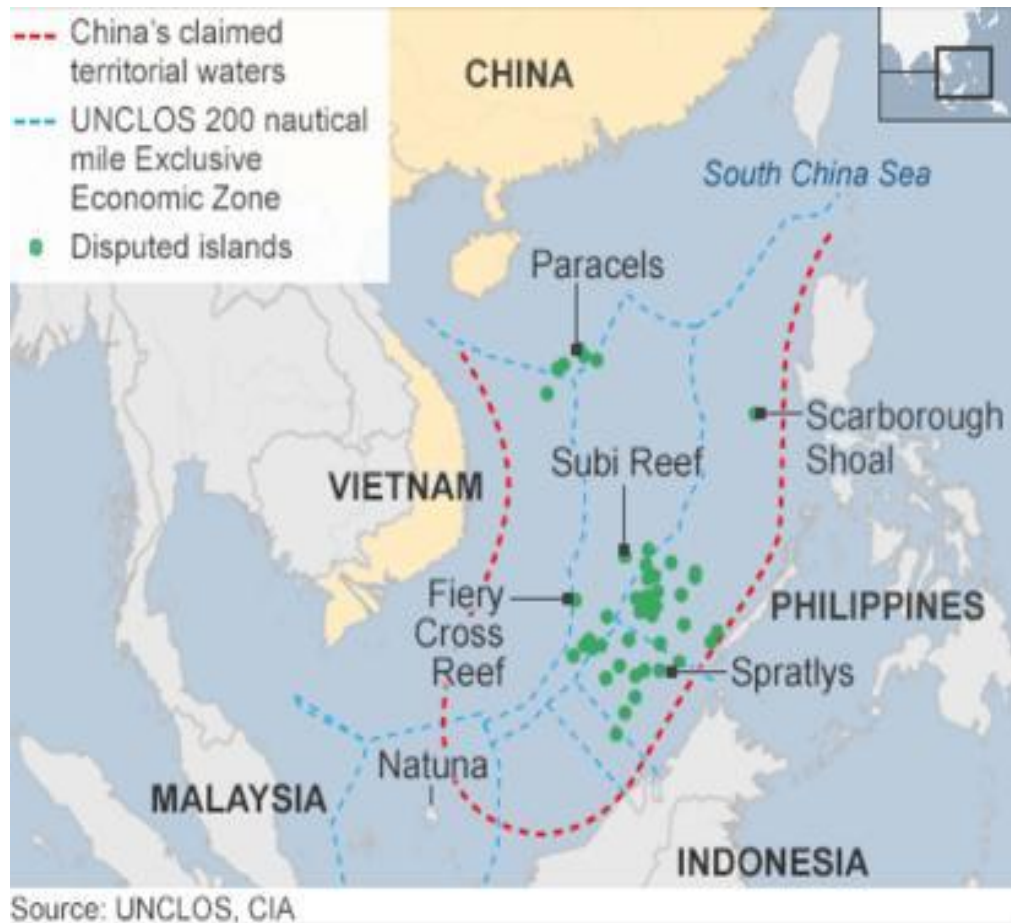 China's claimed
territorial waters
UNCLOS 200 nautical
mile Exclusive
Economic Zone
Disputed islands
CHINA
South China Sea
Paracels
Scarborough
Shoal
Subi Reef
VIETNAM
Fiery
Cross
Reef
PHILIPPINES
Spratlys
Natuna
MALAYSIA
INDONESIA
Source: UNCLOS, CIA